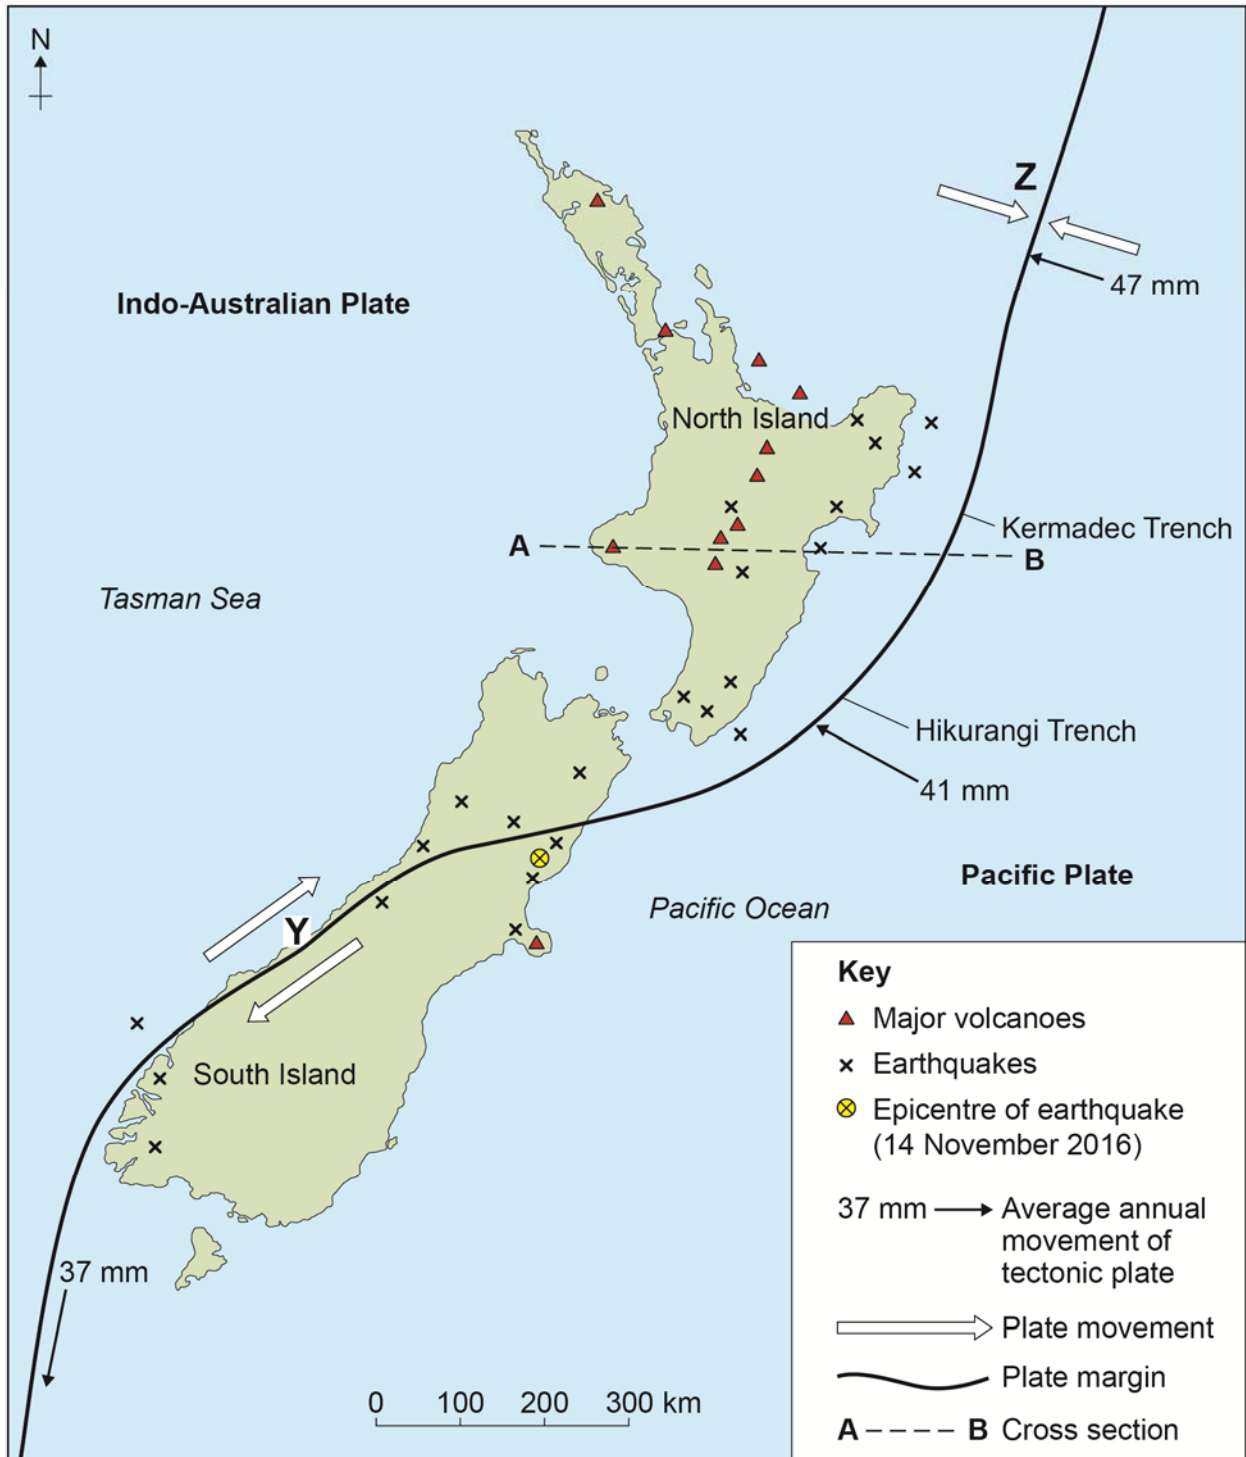 N
Z
47 mm
Indo-Australian Plate
North Island
Kermadec Trench
A
B
Tasman Sea
Hikurangi Trench
41 mm
Pacific Plate
Pacific Ocean
Y
South Island
37 mm
0 100 200 300 km
Key
Major volcanoes
Earthquakes
Epicentre of earthquake
(14 November 2016)
37 mm Average annual
movement of
tectonic plate
Plate movement
Plate margin
A B Cross section